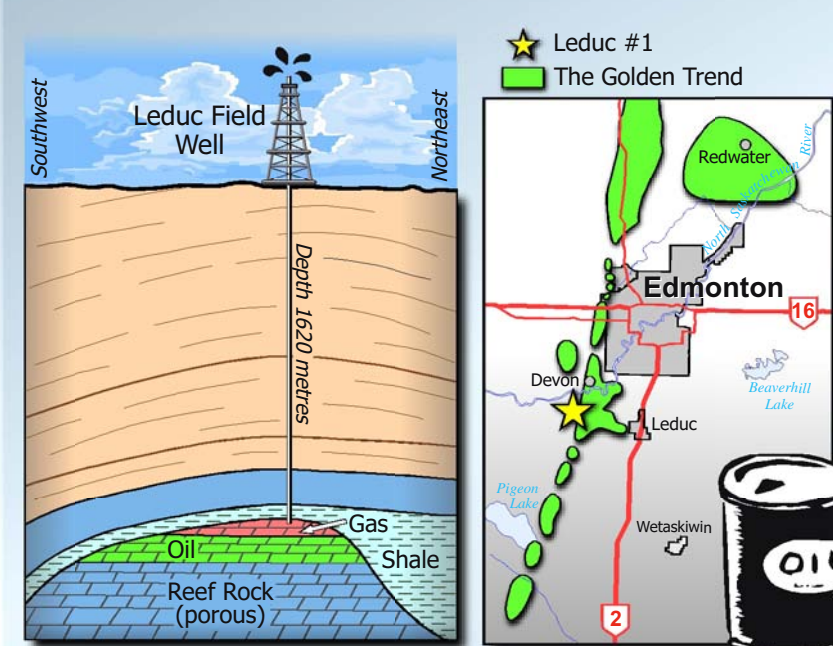 Leduc #1
The Golden Trend
Southwest
Leduc Field
Well
Northeast
Depth 1620 metres
Gas
Oil
Shale
Reef Rock
(porous)
Redwater
North Saskatchewan River
Edmonton
16
Devon
Beaverhill
Lake
Leduc
Pigeon
Lake
Wetaskiwin
2
OIL